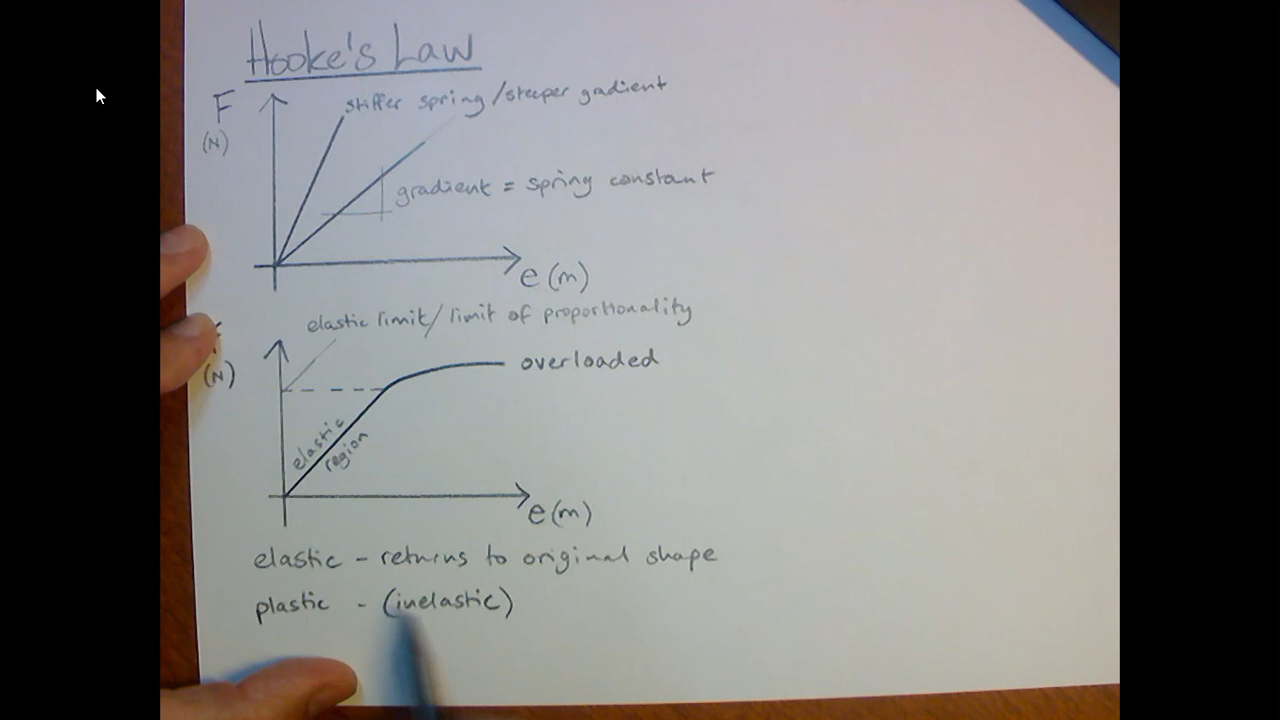 Hooke's Law
F
(N)
stiffer spring/steeper gradient
gradient = spring constant
e (m)
elastic limit/limit of proportionality
(N)
overloaded
elastic
region
e (m)
elastic - returns to original shape
plastic - (inelastic)